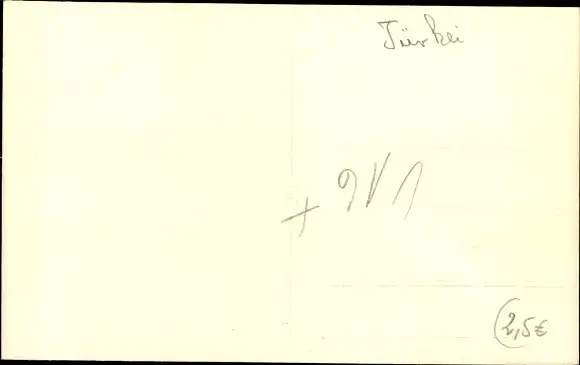 Türkei
+ 9V1
(2,5€